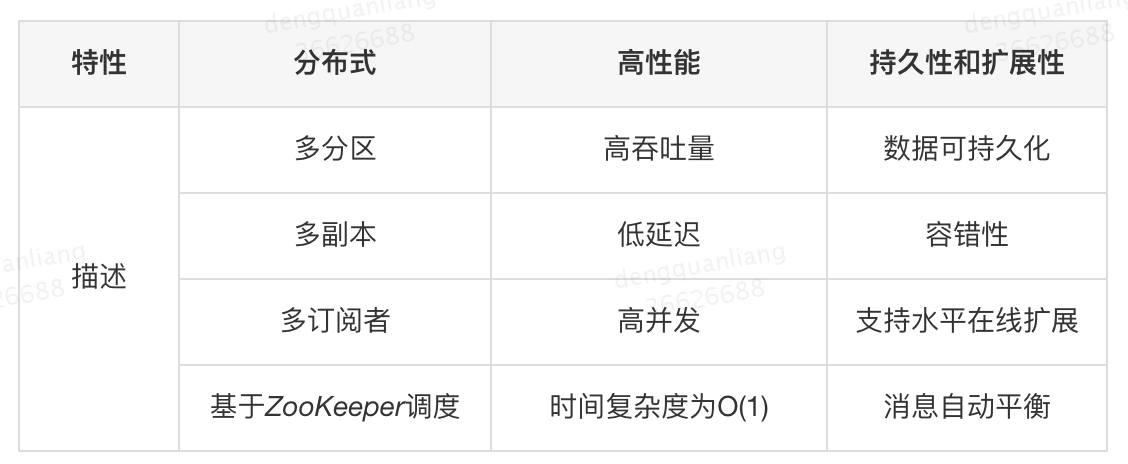 特性 分布式 高性能 持久性和扩展性
多分区 高吞吐量 数据可持久化
多副本 低延迟 容错性
描述
多订阅者 高并发 支持水平在线扩展
基于ZooKeeper调度 时间复杂度为O(1) 消息自动平衡
dengquanliang
36626688
dengquanliang
36626688
anliang
26688
dengquanliang
36626688